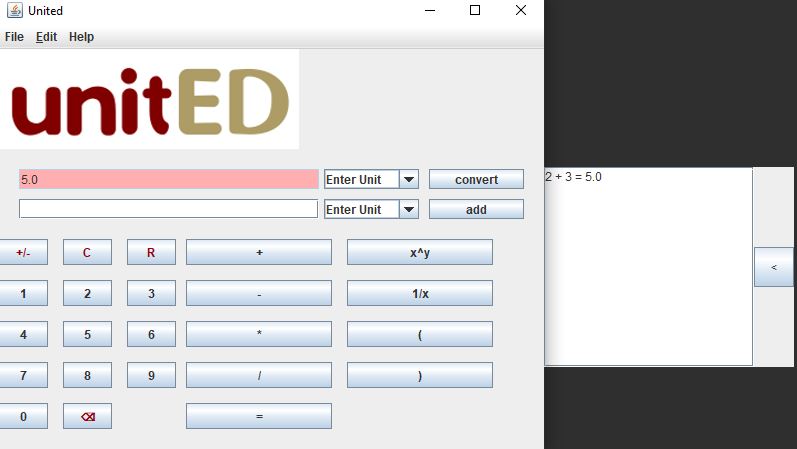 United
File Edit Help
unitED
5.0 Enter Unit convert
Enter Unit add
2 + 3 = 5.0
+/- C R + x^y
1 2 3 - 1/x
<
4 5 6 * (
7 8 9 / )
0 ⌫ =